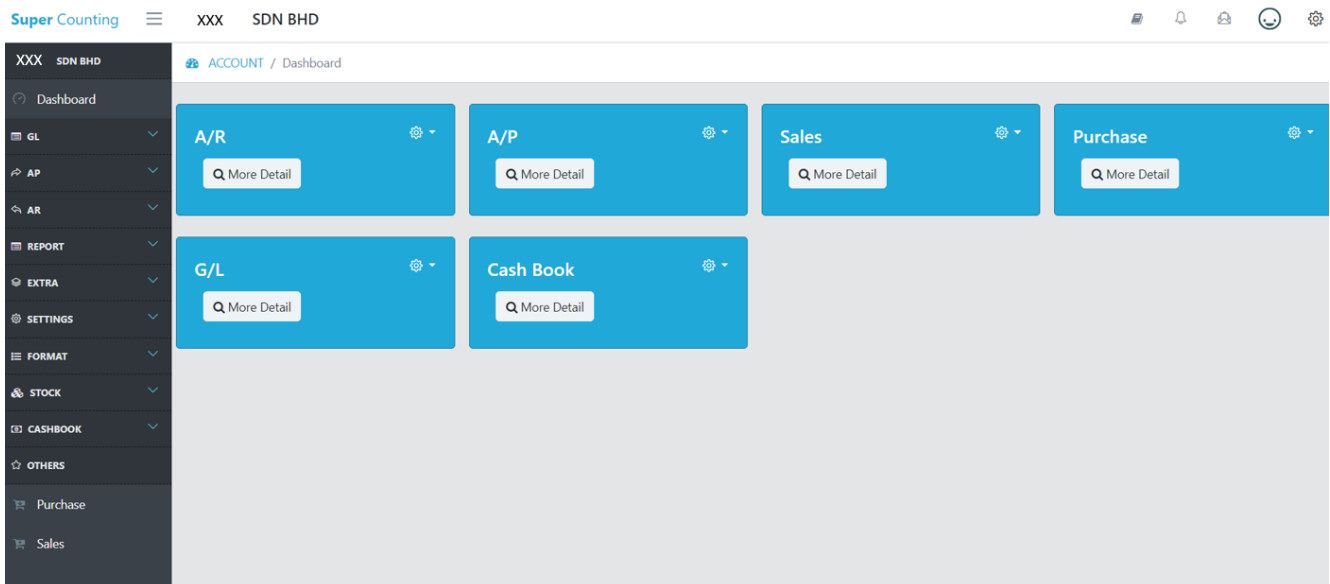 Super Counting XXX SDN BHD
XXX SDN BHD
ACCOUNT / Dashboard
Dashboard
GL
AP
AR
REPORT
EXTRA
SETTINGS
FORMAT
STOCK
CASHBOOK
OTHERS
Purchase
Sales
A/R
More Detail
A/P
More Detail
Sales
More Detail
Purchase
More Detail
G/L
More Detail
Cash Book
More Detail